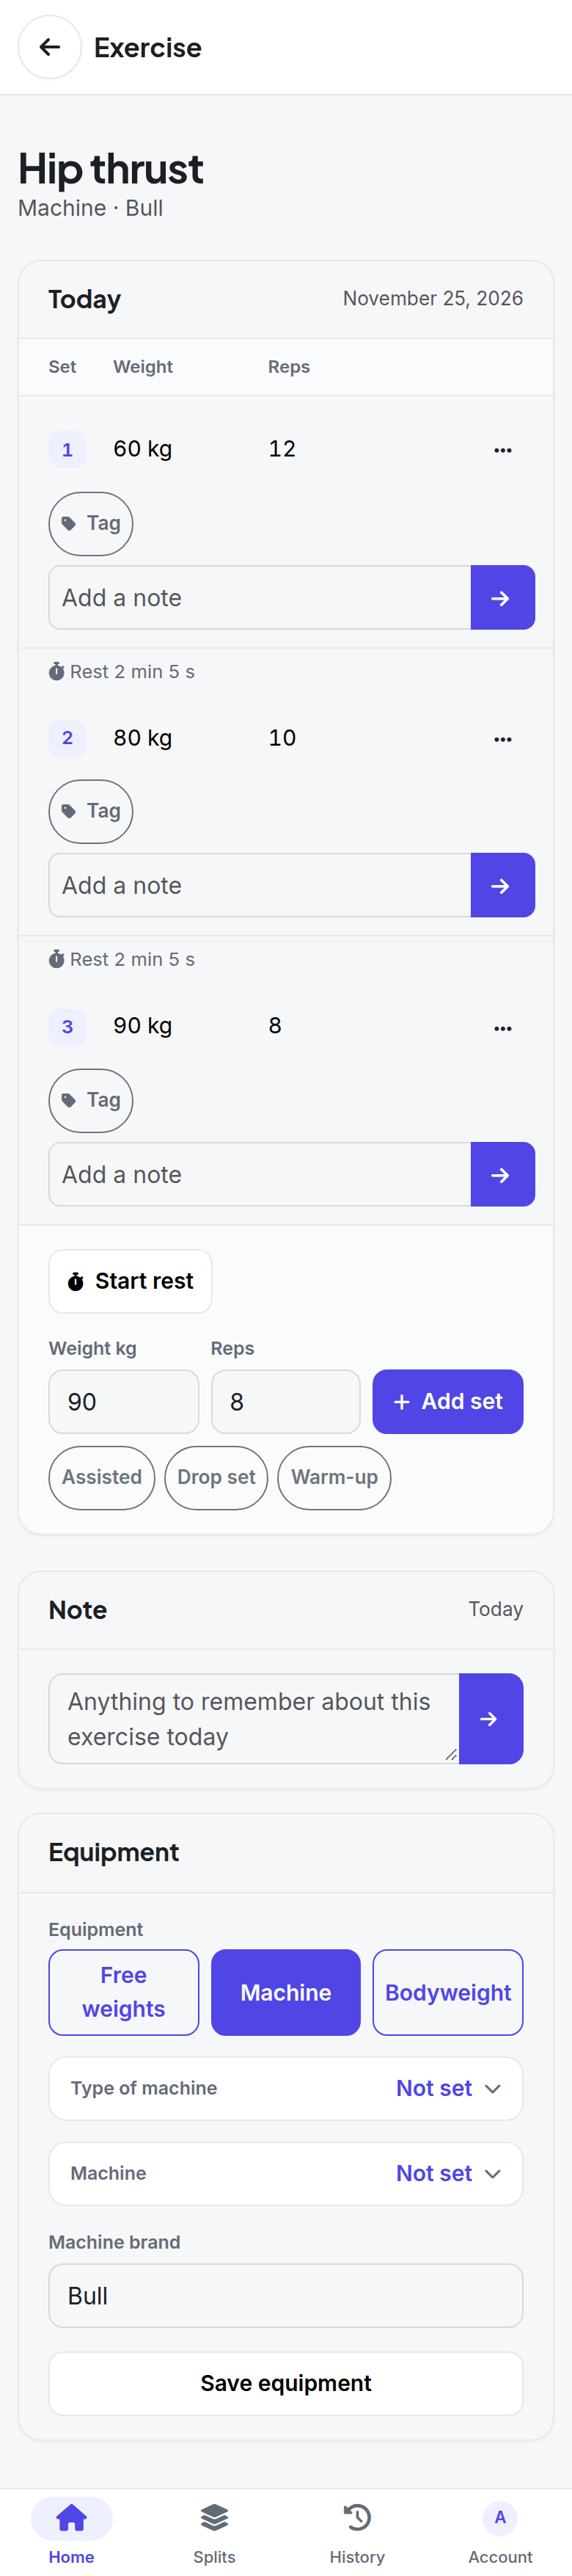 Exercise
Hip thrust
Machine · Bull
Today November 25, 2026
Set Weight Reps
1 60 kg 12
Tag
Add a note
Rest 2 min 5 s
2 80 kg 10
Tag
Add a note
Rest 2 min 5 s
3 90 kg 8
Tag
Add a note
Start rest
Weight kg Reps
90 8 Add set
Assisted Drop set Warm-up
Note Today
Anything to remember about this
exercise today
Equipment
Equipment
Free
weights Machine Bodyweight
Type of machine Not set
Machine Not set
Machine brand
Bull
Save equipment
A
Home Splits History Account